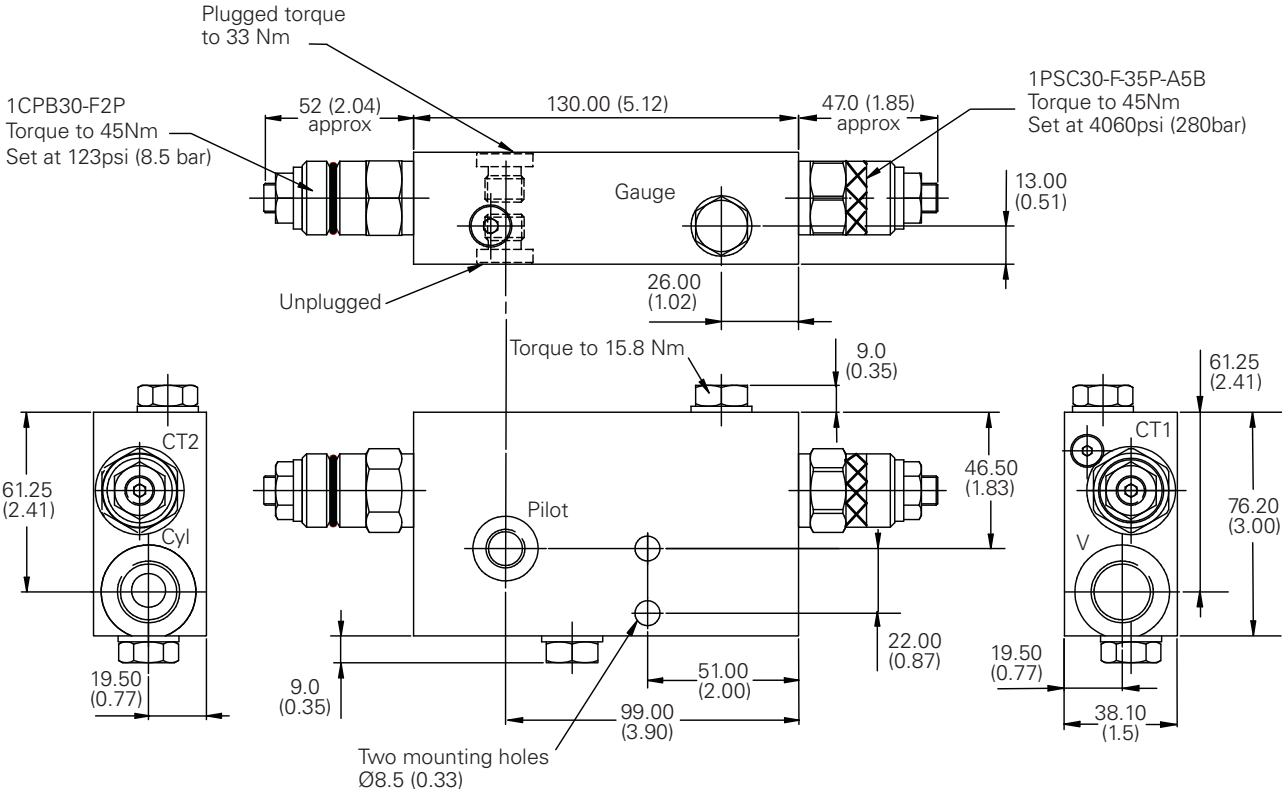 Plugged torque
to 33 Nm
1CPB30-F2P
Torque to 45Nm
Set at 123psi (8.5 bar)
52 (2.04)
approx
130.00 (5.12)
47.0 (1.85)
approx
1PSC30-F-35P-A5B
Torque to 45Nm
Set at 4060psi (280bar)
Gauge
13.00
(0.51)
Unplugged
26.00
(1.02)
Torque to 15.8 Nm
9.0
(0.35)
61.25
(2.41)
CT2
CT1
61.25
(2.41)
46.50
(1.83)
76.20
(3.00)
Cyl
Pilot
V
19.50
(0.77)
9.0
(0.35)
51.00
(2.00)
22.00
(0.87)
19.50
(0.77)
99.00
(3.90)
38.10
(1.5)
Two mounting holes
Ø8.5 (0.33)